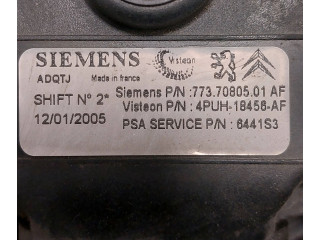 SIEMENS Visteon
ADQTJ Made in france
SHIFT N° 2* Siemens P/N :773.70805.01 AF
Visteon P/N : 4PUH-18456-AF
12/01/2005 PSA SERVICE P/N : 6441S3